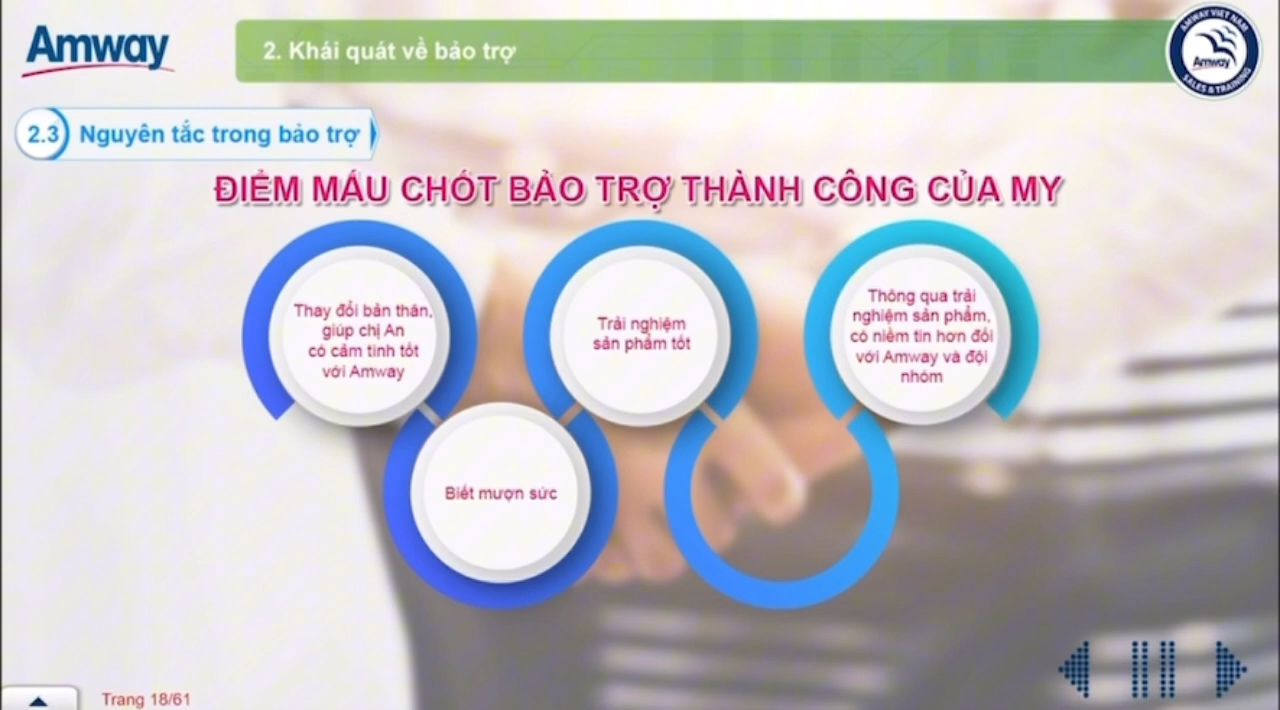 Amway
2. Khái quát về bảo trợ
AMWAY VIET NAM
Amway
SALES & TRAINING
2.3 Nguyên tắc trong bảo trợ
ĐIỂM MẤU CHỐT BẢO TRỢ THÀNH CÔNG CỦA MY
Thay đổi bản thân,
giúp chị An
có cảm tình tốt
với Amway
Biết mượn sức
Trải nghiệm
sản phẩm tốt
Thông qua trải
nghiệm sản phẩm,
có niềm tin hơn đối
với Amway và đội
nhóm
Trang 18/61